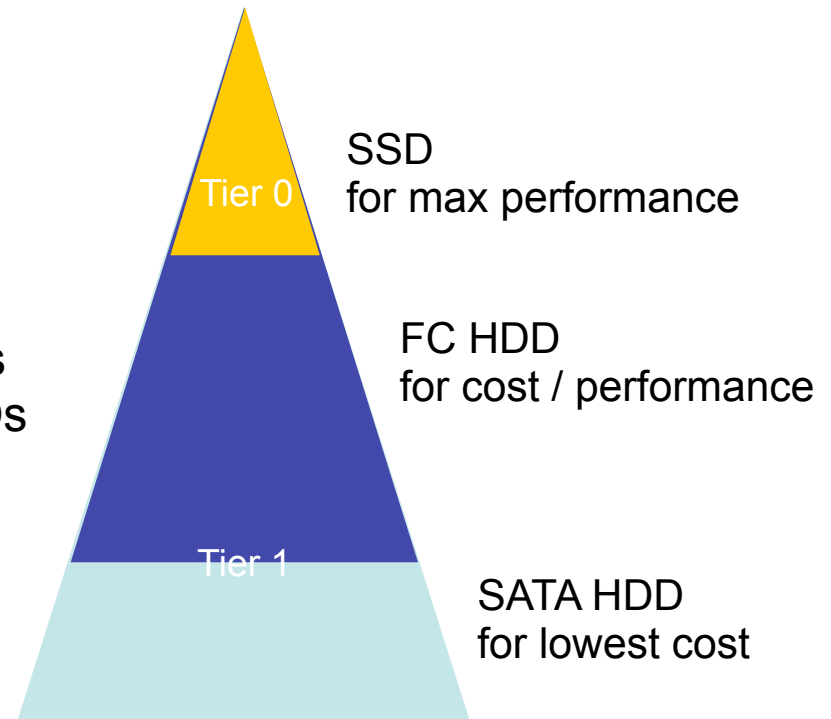 Tier 0
SSD
for max performance
FC HDD
for cost / performance
Tier 1
SATA HDD
for lowest cost